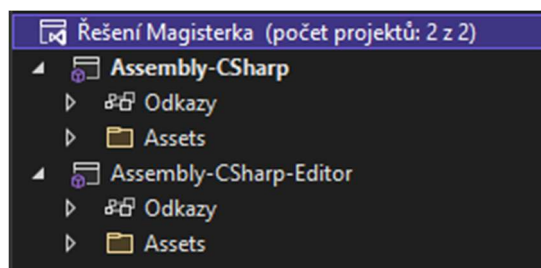 Řešení Magisterka (počet projektů: 2 z 2)
Assembly-CSharp
Odkazy
Assets
Assembly-CSharp-Editor
Odkazy
Assets